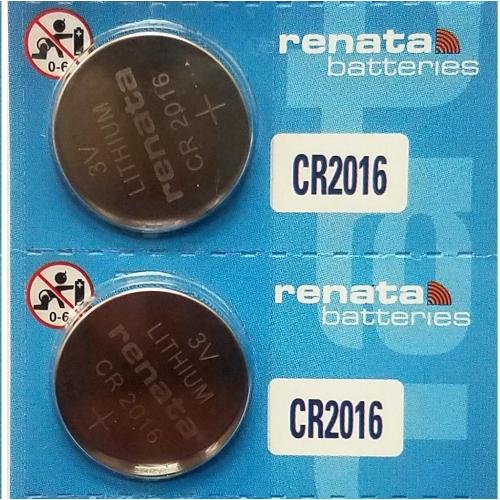 0-6
3V
LITHIUM
renata
CR 2016
+
renata
batteries
CR2016
0-6
3V
LITHIUM
renata
CR 2016
+
renata
batteries
CR2016